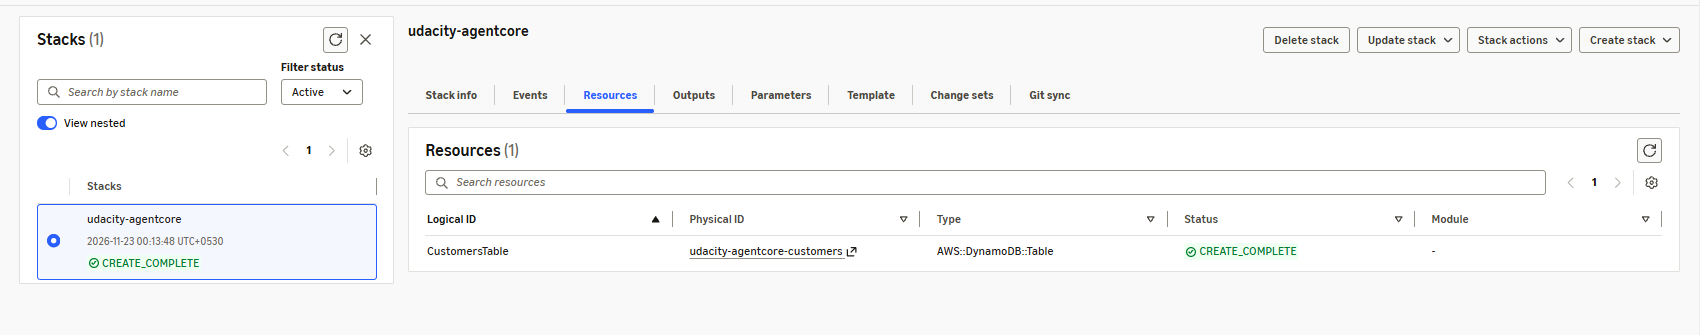 Stacks (1)
Filter status
Search by stack name
Active
View nested
1
Stacks
udacity-agentcore
2026-11-23 00:13:48 UTC+0530
CREATE_COMPLETE
udacity-agentcore
Delete stack
Update stack
Stack actions
Create stack
Stack info
Events
Resources
Outputs
Parameters
Template
Change sets
Git sync
Resources (1)
Search resources
1
Logical ID
Physical ID
Type
Status
Module
CustomersTable
udacity-agentcore-customers
AWS::DynamoDB::Table
CREATE_COMPLETE
-